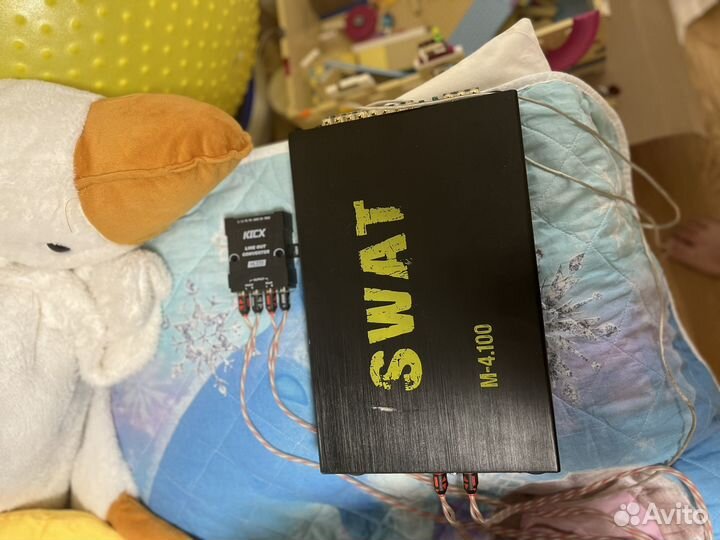 KICX
LINE OUT
CONVERTER
SWAT
M-4.100
Avito